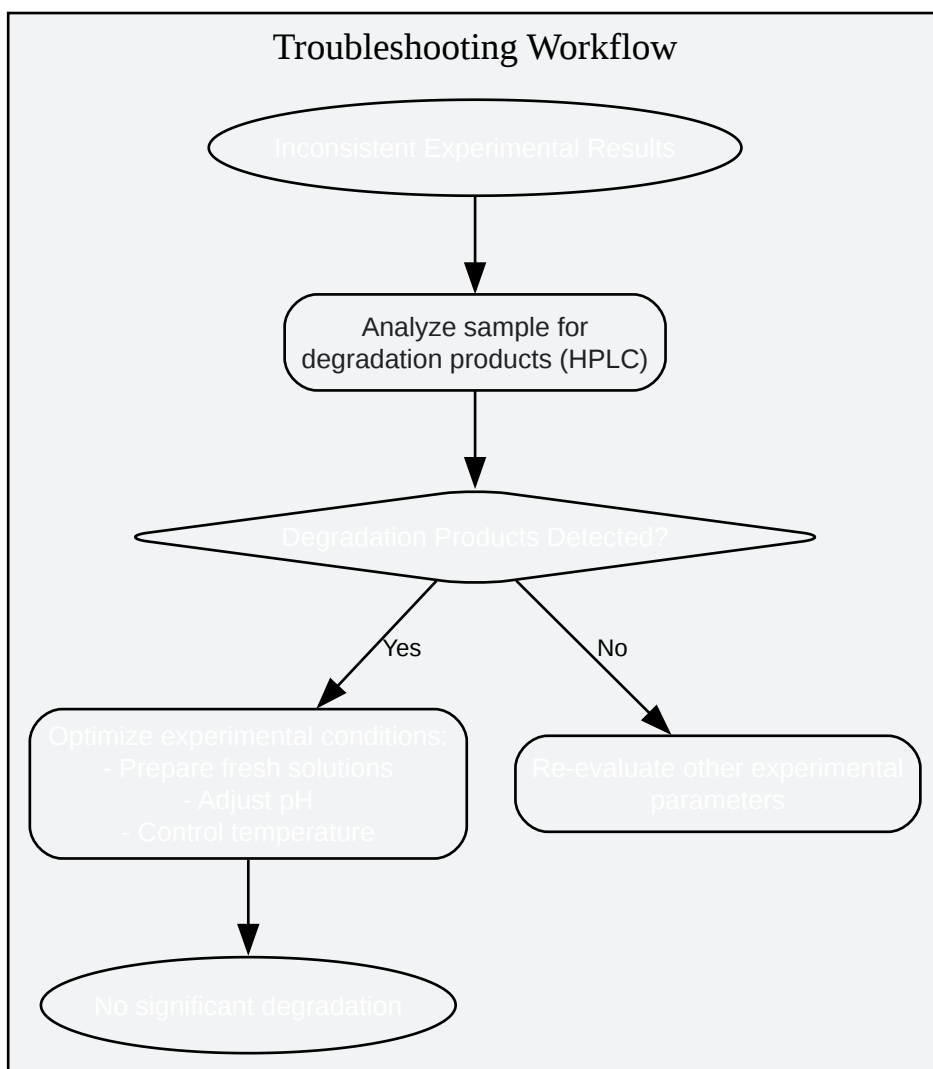 Troubleshooting Workflow
Inconsistent Experimental Results
Analyze sample for
degradation products (HPLC)
Degradation Products Detected?
Yes
No
Optimize experimental conditions:
- Prepare fresh solutions
- Adjust pH
- Control temperature
Re-evaluate other experimental
parameters
No significant degradation